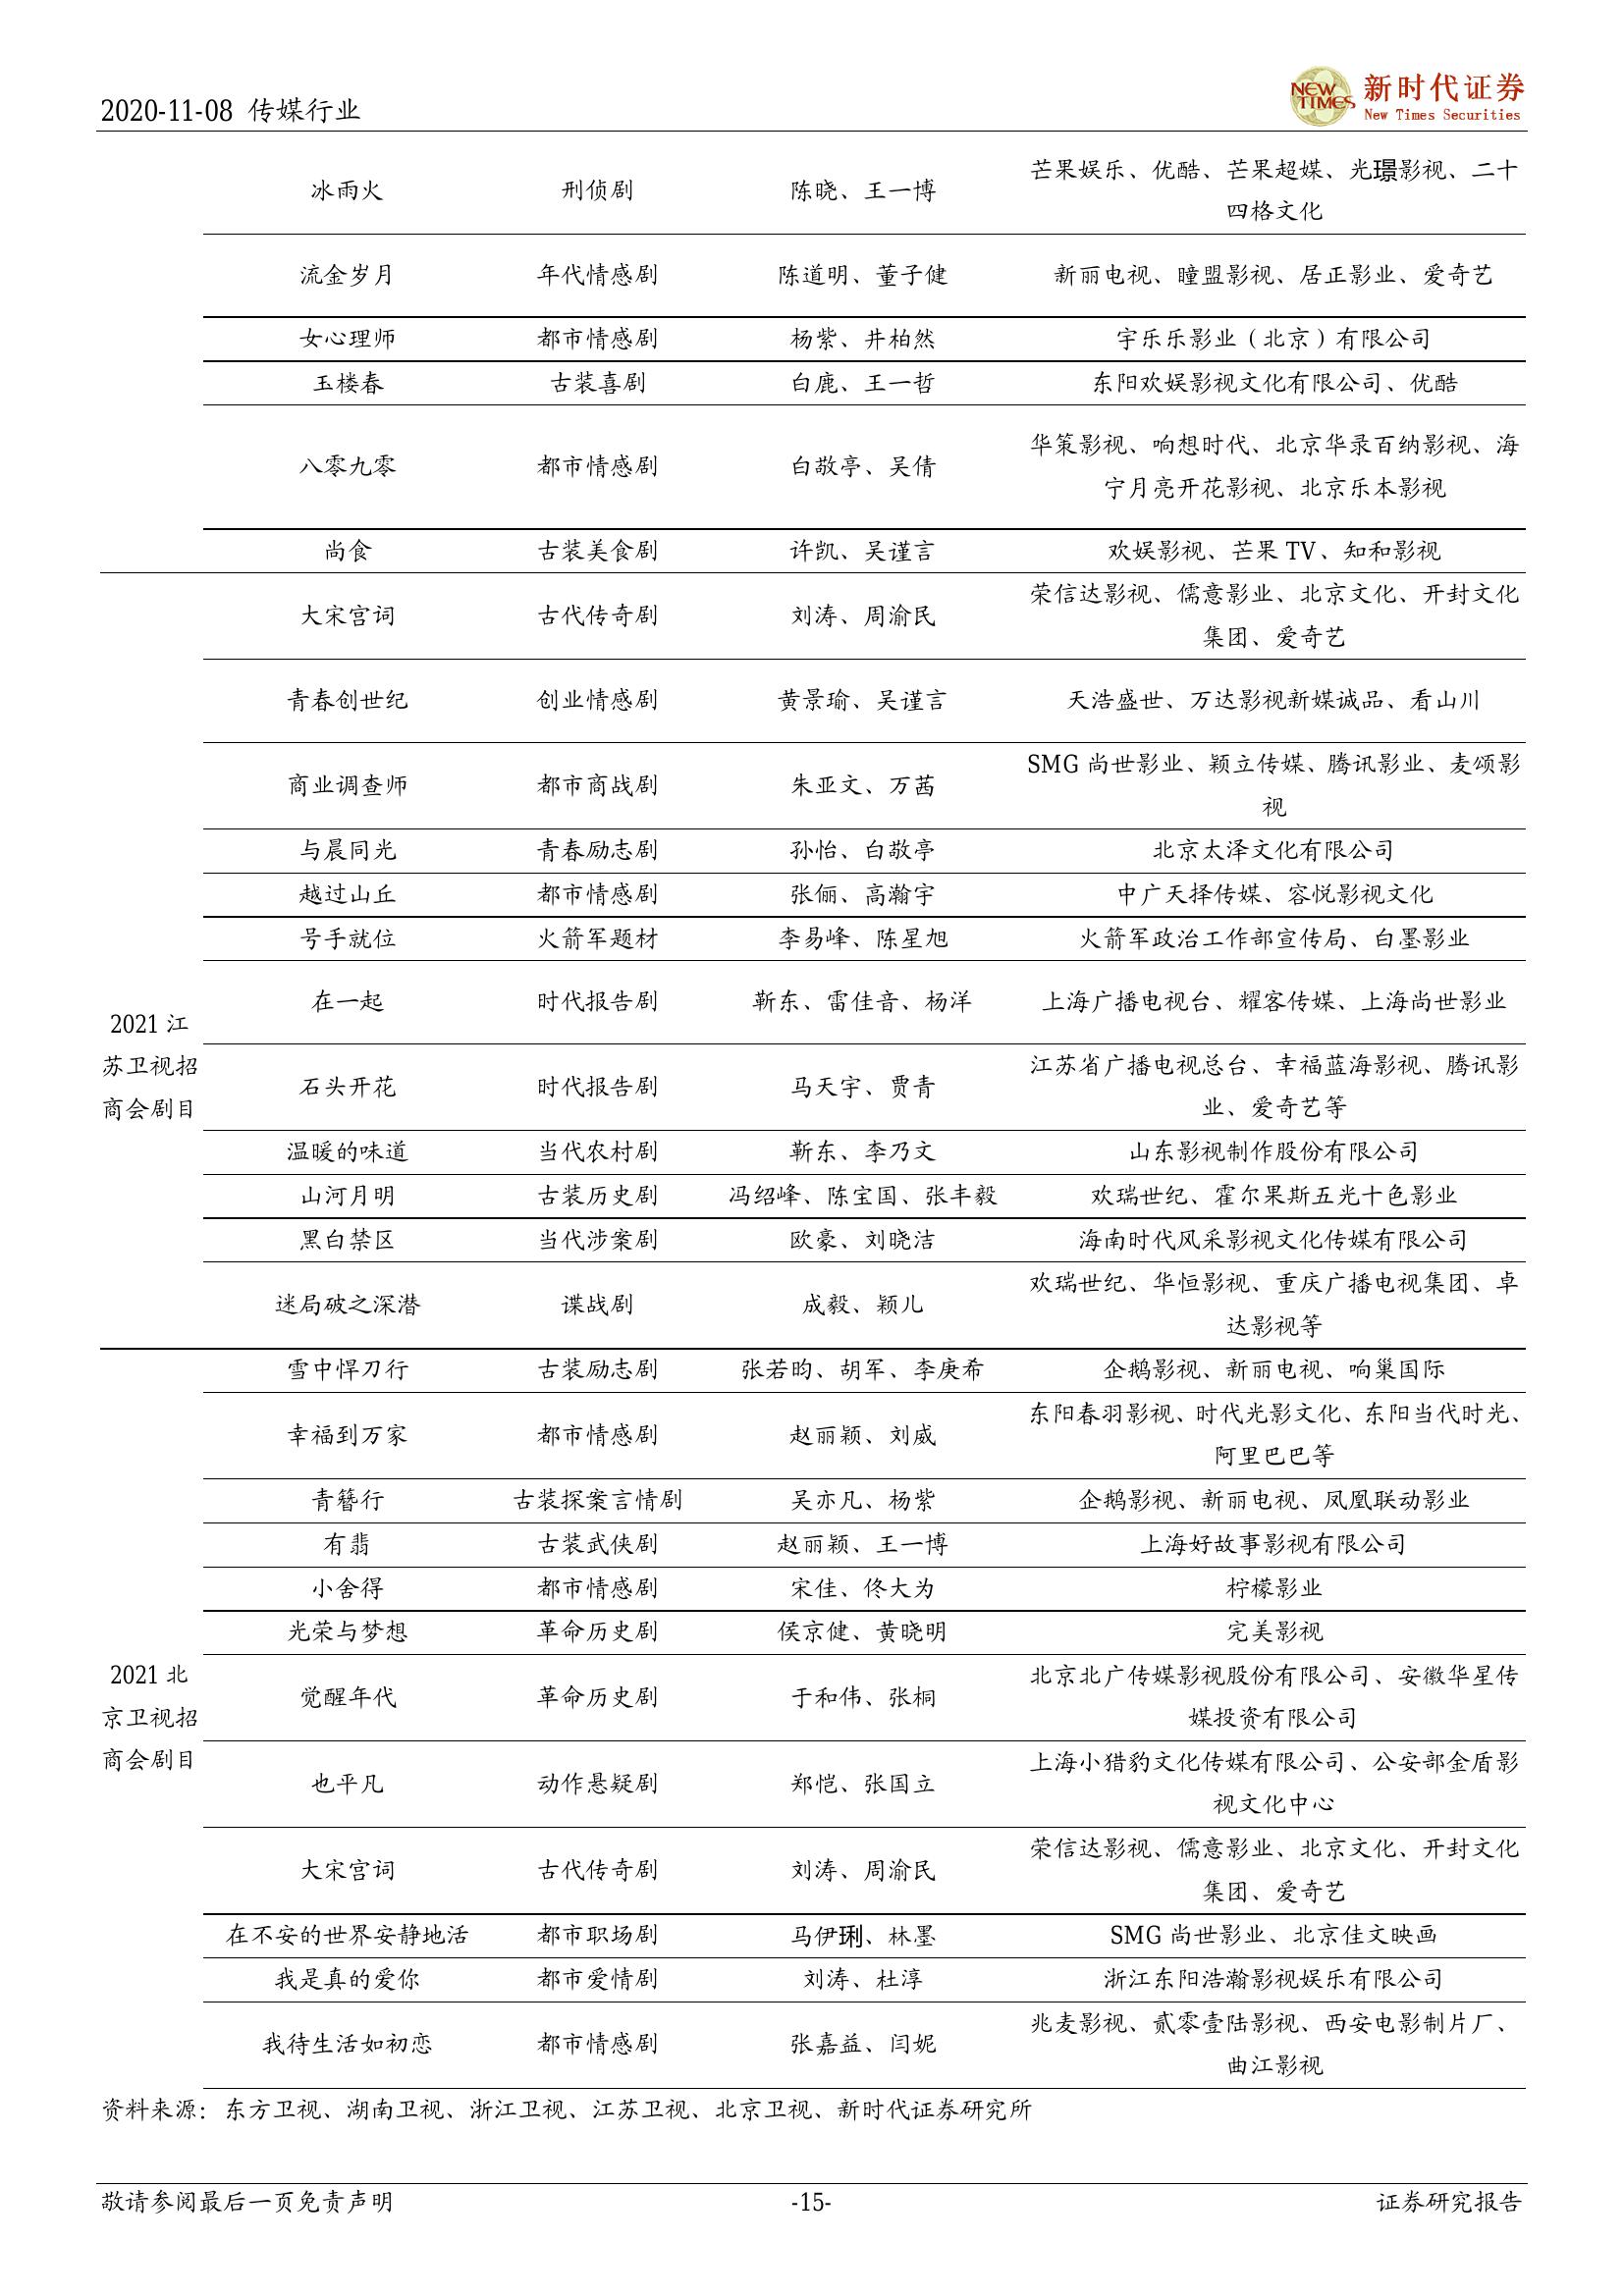 2020-11-08 传媒行业
NEW TIMES
新时代证券
New Times Securities
冰雨火 刑侦剧 陈晓、王一博 芒果娱乐、优酷、芒果超媒、光璟影视、二十
四格文化
流金岁月 年代情感剧 陈道明、董子健 新丽电视、瞳盟影视、居正影业、爱奇艺
女心理师 都市情感剧 杨紫、井柏然 宇乐乐影业（北京）有限公司
玉楼春 古装喜剧 白鹿、王一哲 东阳欢娱影视文化有限公司、优酷
八零九零 都市情感剧 白敬亭、吴倩 华策影视、响想时代、北京华录百纳影视、海
宁月亮开花影视、北京乐本影视
尚食 古装美食剧 许凯、吴谨言 欢娱影视、芒果 TV、知和影视
2021 江
苏卫视招
商会剧目
大宋宫词 古代传奇剧 刘涛、周渝民 荣信达影视、儒意影业、北京文化、开封文化
集团、爱奇艺
青春创世纪 创业情感剧 黄景瑜、吴谨言 天浩盛世、万达影视新媒诚品、看山川
商业调查师 都市商战剧 朱亚文、万茜 SMG 尚世影业、颖立传媒、腾讯影业、麦颂影
视
与晨同光 青春励志剧 孙怡、白敬亭 北京太泽文化有限公司
越过山丘 都市情感剧 张俪、高瀚宇 中广天择传媒、容悦影视文化
号手就位 火箭军题材 李易峰、陈星旭 火箭军政治工作部宣传局、白墨影业
在一起 时代报告剧 靳东、雷佳音、杨洋 上海广播电视台、耀客传媒、上海尚世影业
石头开花 时代报告剧 马天宇、贾青 江苏省广播电视总台、幸福蓝海影视、腾讯影
业、爱奇艺等
温暖的味道 当代农村剧 靳东、李乃文 山东影视制作股份有限公司
山河月明 古装历史剧 冯绍峰、陈宝国、张丰毅 欢瑞世纪、霍尔果斯五光十色影业
黑白禁区 当代涉案剧 欧豪、刘晓洁 海南时代风采影视文化传媒有限公司
迷局破之深潜 谍战剧 成毅、颖儿 欢瑞世纪、华恒影视、重庆广播电视集团、卓
达影视等
2021 北
京卫视招
商会剧目
雪中悍刀行 古装励志剧 张若昀、胡军、李庚希 企鹅影视、新丽电视、响巢国际
幸福到万家 都市情感剧 赵丽颖、刘威 东阳春羽影视、时代光影文化、东阳当代时光、
阿里巴巴等
青簪行 古装探案言情剧 吴亦凡、杨紫 企鹅影视、新丽电视、凤凰联动影业
有翡 古装武侠剧 赵丽颖、王一博 上海好故事影视有限公司
小舍得 都市情感剧 宋佳、佟大为 柠檬影业
光荣与梦想 革命历史剧 侯京健、黄晓明 完美影视
觉醒年代 革命历史剧 于和伟、张桐 北京北广传媒影视股份有限公司、安徽华星传
媒投资有限公司
也平凡 动作悬疑剧 郑恺、张国立 上海小猎豹文化传媒有限公司、公安部金盾影
视文化中心
大宋宫词 古代传奇剧 刘涛、周渝民 荣信达影视、儒意影业、北京文化、开封文化
集团、爱奇艺
在不安的世界安静地活 都市职场剧 马伊琍、林墨 SMG 尚世影业、北京佳文映画
我是真的爱你 都市爱情剧 刘涛、杜淳 浙江东阳浩瀚影视娱乐有限公司
我待生活如初恋 都市情感剧 张嘉益、闫妮 兆麦影视、贰零壹陆影视、西安电影制片厂、
曲江影视
资料来源：东方卫视、湖南卫视、浙江卫视、江苏卫视、北京卫视、新时代证券研究所
敬请参阅最后一页免责声明 -15- 证券研究报告